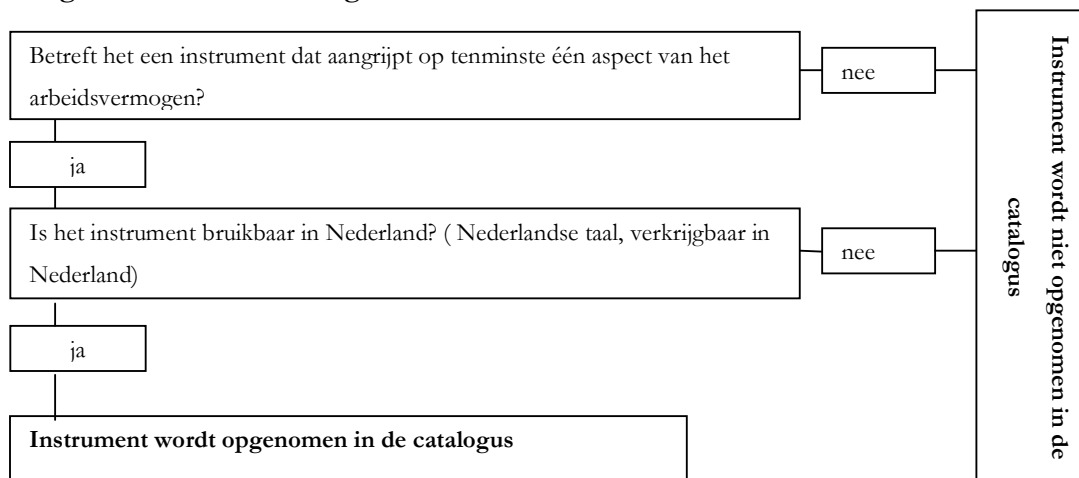 Betreft het een instrument dat aangrijpt op tenminste één aspect van het
arbeidsvermogen?
nee
ja
Is het instrument bruikbaar in Nederland? ( Nederlandse taal, verkrijgbaar in
Nederland)
nee
ja
Instrument wordt opgenomen in de catalogus
Instrument wordt niet opgenomen in de
catalogus